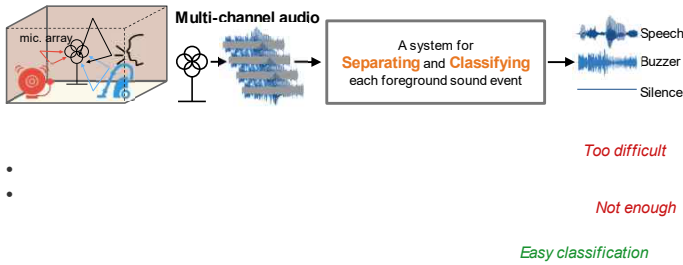 Multi-channel audio
mic. array
A system for
Separating and Classifying
each foreground sound event
Speech
Buzzer
Silence
Too difficult
•
•
Not enough
Easy classification